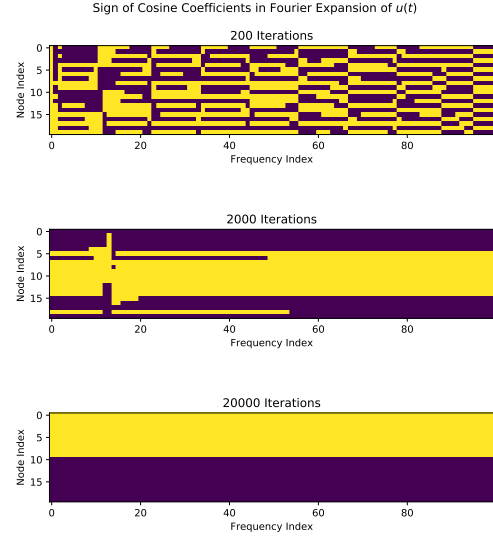 Sign of Cosine Coefficients in Fourier Expansion of u(t)
200 Iterations
Node Index
0
5
10
15
0 20 40 60 80
Frequency Index
2000 Iterations
Node Index
0
5
10
15
0 20 40 60 80
Frequency Index
20000 Iterations
Node Index
0
5
10
15
0 20 40 60 80
Frequency Index